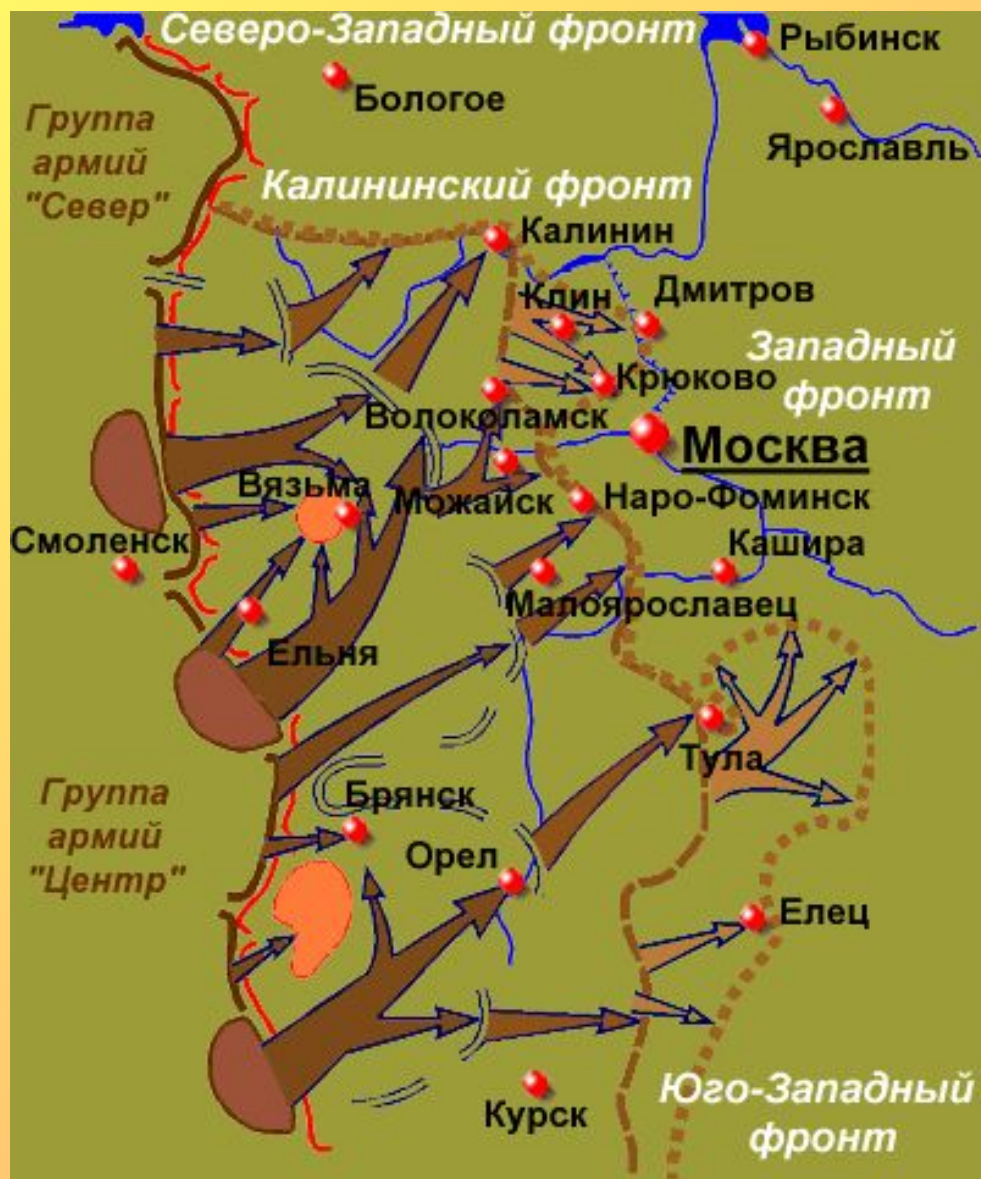 Северо-Западный фронт
Рыбинск
Бологое
Группа
армий
"Север"
Ярославль
Калининский фронт
Калинин
Клин
Дмитров
Западный
фронт
Крюково
Волоколамск
Москва
Вязьма
Можайск
Наро-Фоминск
Смоленск
Кашира
Малоярославец
Ельня
Тула
Группа
армий
"Центр"
Брянск
Орел
Елец
Юго-Западный
фронт
Курск